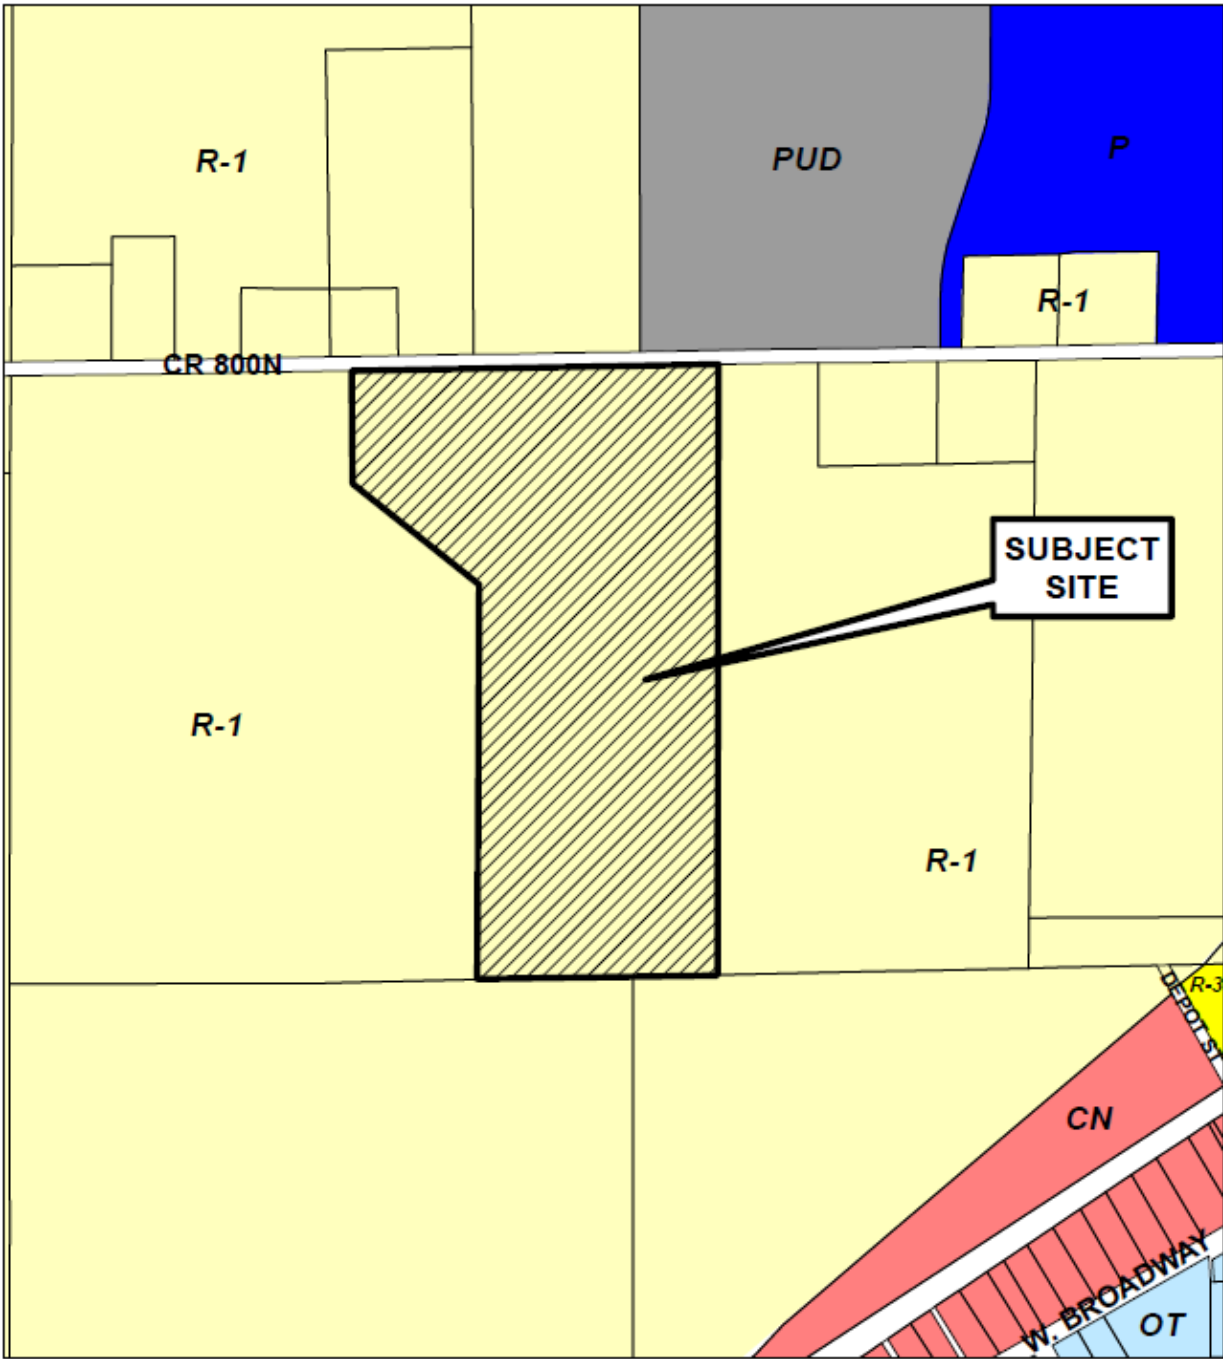 P
PUD
R-1
R-1
CR 800N
SUBJECT
SITE
R-1
R-1
R-3
DEPOT ST
CN
W. BROADWAY
OT